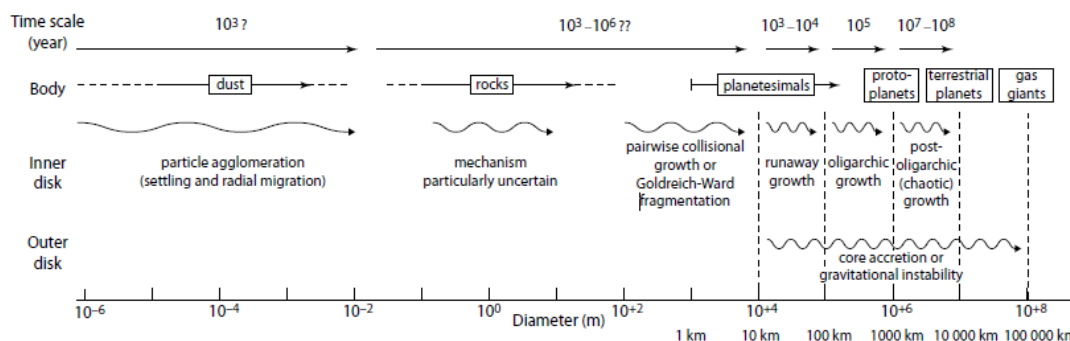 Time scale
(year)
10³ ?
10³ –10⁶ ??
10³ –10⁴
10⁵
10⁷ –10⁸
Body
dust
rocks
planetesimals
proto-
planets
terrestrial
planets
gas
giants
Inner
disk
particle agglomeration
(settling and radial migration)
mechanism
particularly uncertain
pairwise collisional
growth or
Goldreich-Ward
fragmentation
runaway
growth
oligarchic
growth
post-
oligarchic
(chaotic)
growth
Outer
disk
core accretion or
gravitational instability
10⁻⁶
10⁻⁴
10⁻²
10⁰
10⁺²
10⁺⁴
10⁺⁶
10⁺⁸
Diameter (m)
1 km
10 km
100 km
1000 km
10 000 km
100 000 km